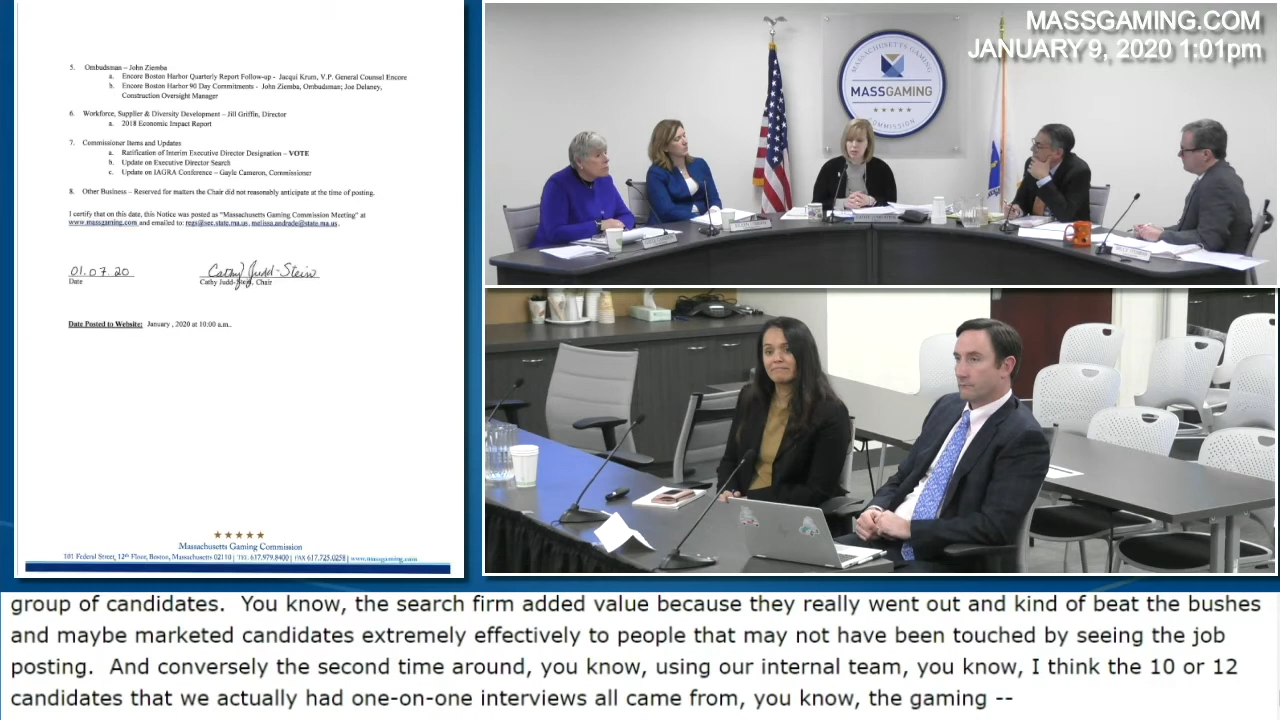 5. Ombudsman – John Ziemba
a. Encore Boston Harbor Quarterly Report Follow-up - Jacqui Krum, V.P. General Counsel Encore
b. Encore Boston Harbor 90 Day Commitments - John Ziemba, Ombudsman; Joe Delaney,
Construction Oversight Manager
6. Workforce, Supplier & Diversity Development – Jill Griffin, Director
a. 2018 Economic Impact Report
7. Commissioner Items and Updates
a. Ratification of Interim Executive Director Designation – VOTE
b. Update on Executive Director Search
c. Update on IAGRA Conference – Gayle Cameron, Commissioner
8. Other Business – Reserved for matters the Chair did not reasonably anticipate at the time of posting.
I certify that on this date, this Notice was posted as "Massachusetts Gaming Commission Meeting" at
www.massgaming.com and emailed to: regs@sec.state.ma.us, melissa.andrade@state.ma.us.
01.07.20 Cathy Judd-Stein
Date Cathy Judd-Stein, Chair
Date Posted to Website: January , 2020 at 10:00 a.m..
Massachusetts Gaming Commission
101 Federal Street, 12th Floor, Boston, Massachusetts 02110 | TEL 617.979.8400 | FAX 617.725.0258 | www.massgaming.com
MASSGAMING.COM
JANUARY 9, 2020 1:01pm
MASSACHUSETTS GAMING
MASSGAMING
COMMISSION
group of candidates. You know, the search firm added value because they really went out and kind of beat the bushes
and maybe marketed candidates extremely effectively to people that may not have been touched by seeing the job
posting. And conversely the second time around, you know, using our internal team, you know, I think the 10 or 12
candidates that we actually had one-on-one interviews all came from, you know, the gaming --